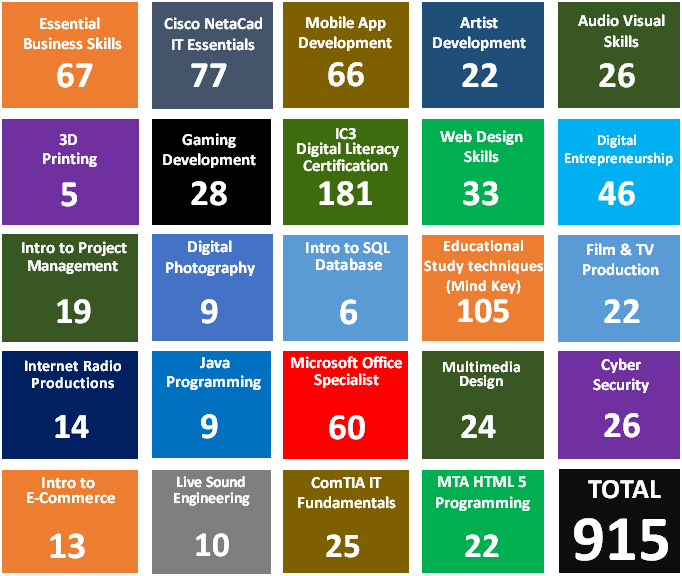 Essential
Business Skills
67
Cisco NetaCad
IT Essentials
77
Mobile App
Development
66
Artist
Development
22
Audio Visual
Skills
26
3D
Printing
5
Gaming
Development
28
IC3
Digital Literacy
Certification
181
Web Design
Skills
33
Digital
Entrepreneurship
46
Intro to Project
Management
19
Digital
Photography
9
Intro to SQL
Database
6
Educational
Study techniques
(Mind Key)
105
Film & TV
Production
22
Internet Radio
Productions
14
Java
Programming
9
Microsoft Office
Specialist
60
Multimedia
Design
24
Cyber
Security
26
Intro to
E-Commerce
13
Live Sound
Engineering
10
ComTIA IT
Fundamentals
25
MTA HTML 5
Programming
22
TOTAL
915